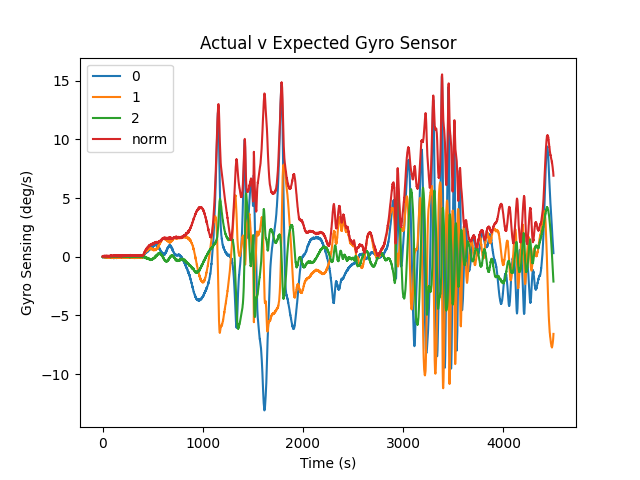 Actual v Expected Gyro Sensor
0
1
2
norm
Gyro Sensing (deg/s)
15
10
5
0
−5
−10
0 1000 2000 3000 4000
Time (s)